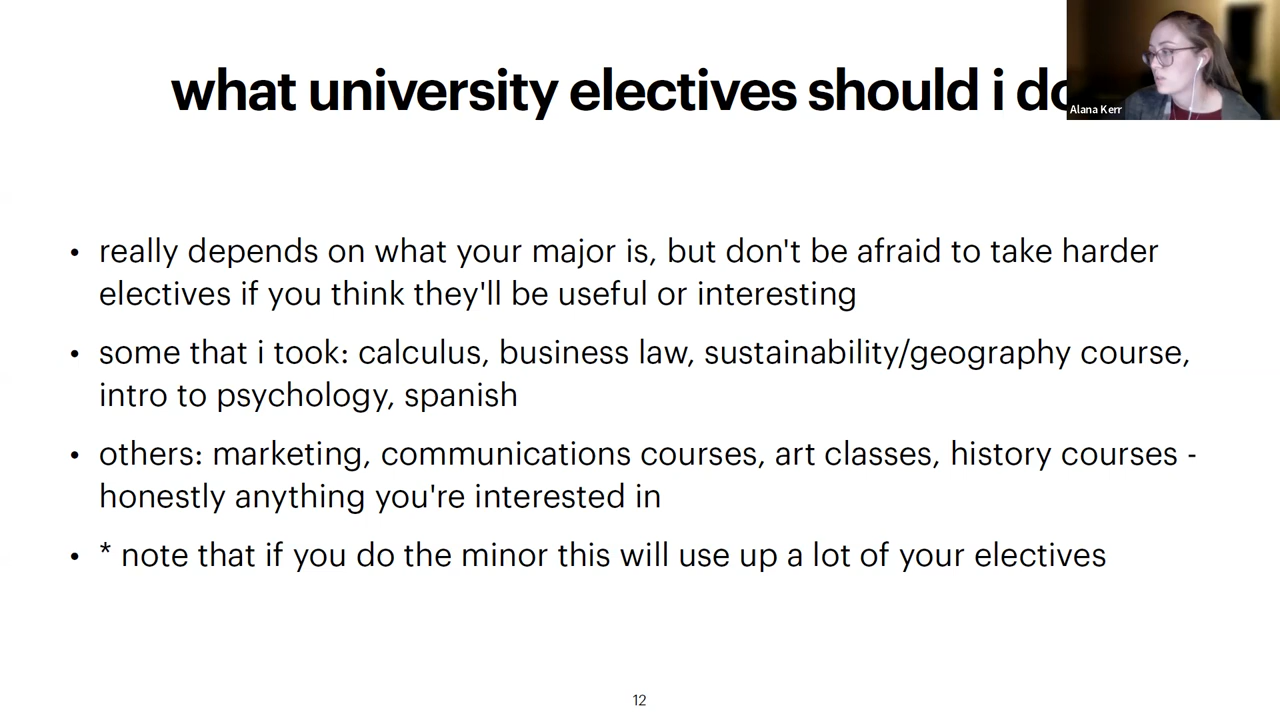 what university electives should i do
Alana Kerr
• really depends on what your major is, but don't be afraid to take harder
electives if you think they'll be useful or interesting
• some that i took: calculus, business law, sustainability/geography course,
intro to psychology, spanish
• others: marketing, communications courses, art classes, history courses -
honestly anything you're interested in
• * note that if you do the minor this will use up a lot of your electives
12